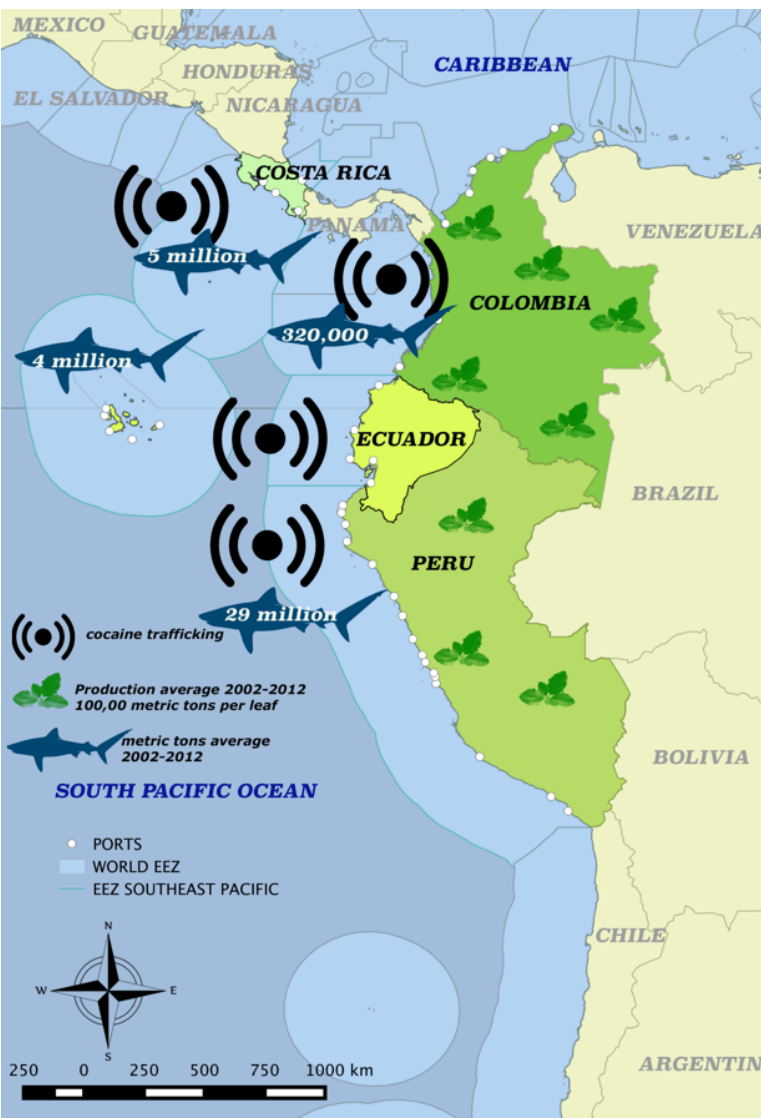 MEXICO
GUATEMALA
HONDURAS
EL SALVADOR
NICARAGUA
CARIBBEAN
COSTA RICA
PANAMA
VENEZUELA
5 million
COLOMBIA
320,000
4 million
ECUADOR
BRAZIL
PERU
29 million
cocaine trafficking
Production average 2002-2012
100,00 metric tons per leaf
metric tons average
2002-2012
BOLIVIA
SOUTH PACIFIC OCEAN
PORTS
WORLD EEZ
EEZ SOUTHEAST PACIFIC
CHILE
N
W
E
S
ARGENTIN
250 0 250 500 750 1000 km